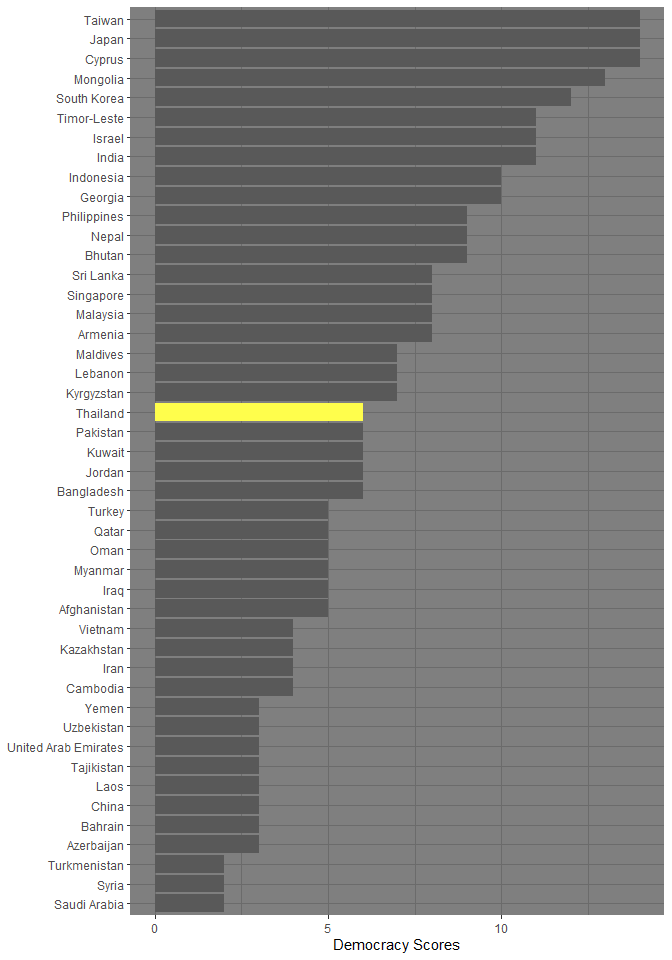 Taiwan
Japan
Cyprus
Mongolia
South Korea
Timor-Leste
Israel
India
Indonesia
Georgia
Philippines
Nepal
Bhutan
Sri Lanka
Singapore
Malaysia
Armenia
Maldives
Lebanon
Kyrgyzstan
Thailand
Pakistan
Kuwait
Jordan
Bangladesh
Turkey
Qatar
Oman
Myanmar
Iraq
Afghanistan
Vietnam
Kazakhstan
Iran
Cambodia
Yemen
Uzbekistan
United Arab Emirates
Tajikistan
Laos
China
Bahrain
Azerbaijan
Turkmenistan
Syria
Saudi Arabia
0 5 10
Democracy Scores